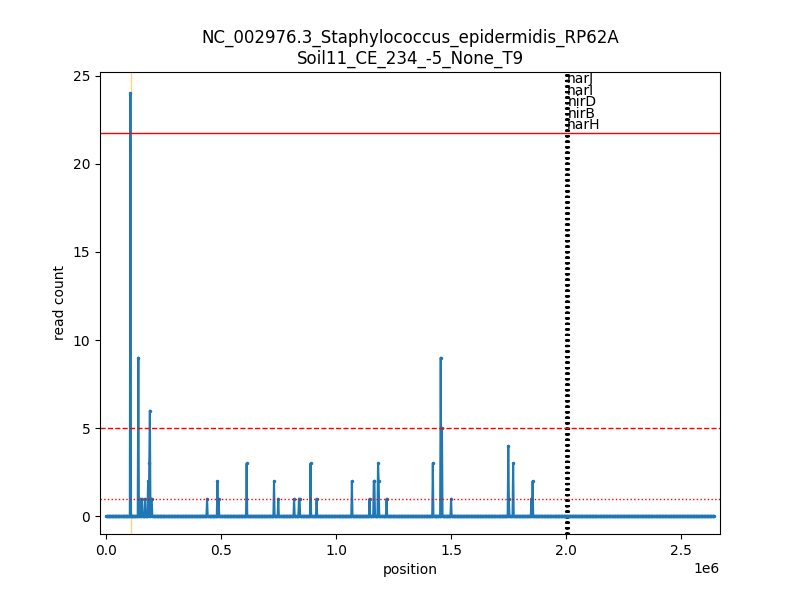 NC_002976.3_Staphylococcus_epidermidis_RP62A
Soil11_CE_234_-5_None_T9
25
20
15
10
5
0
read count
narJ
narI
nirD
nirB
narH
0.0 0.5 1.0 1.5 2.0 2.5
1e6
position